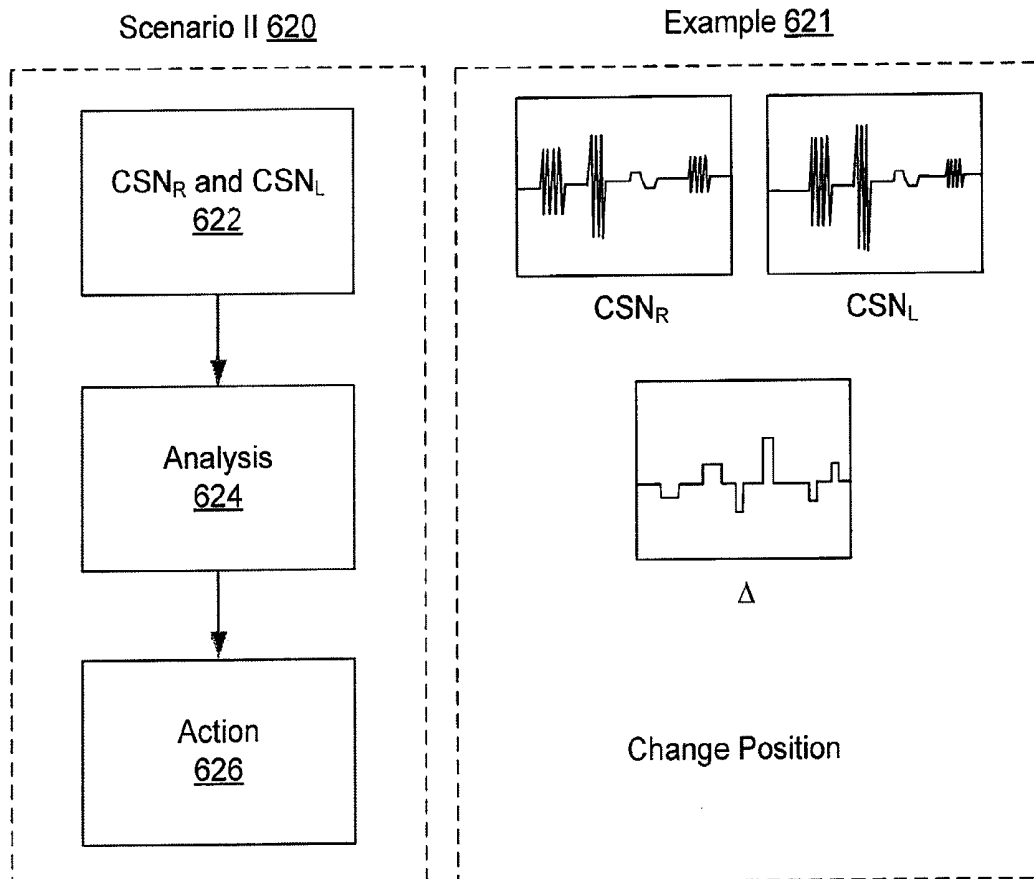 Scenario II 620
CSN_R and CSN_L
622
Analysis
624
Action
626
Example 621
CSN_R
CSN_L
Δ
Change Position